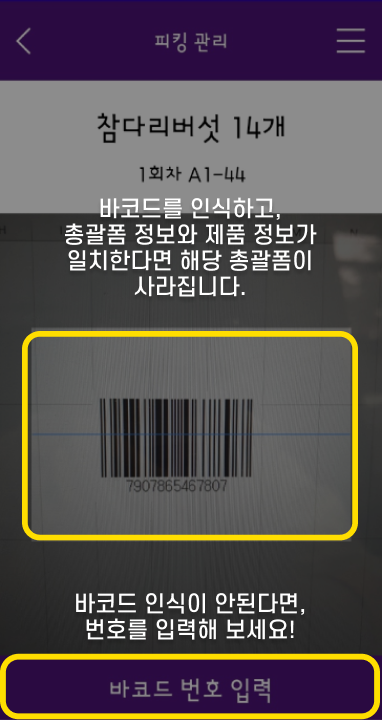 피킹 관리
참다리버섯 14개
1회차 A1-44
바코드를 인식하고,
총괄폼 정보와 제품 정보가
일치한다면 해당 총괄폼이
사라집니다.
7907865467807
바코드 인식이 안된다면,
번호를 입력해 보세요!
바코드 번호 입력